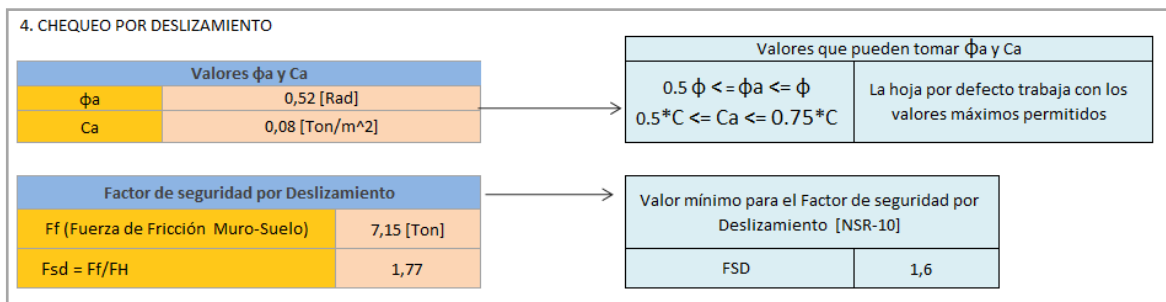 4. CHEQUEO POR DESLIZAMIENTO
Valores ϕa y Ca
ϕa 0,52 [Rad]
Ca 0,08 [Ton/m^2]
Valores que pueden tomar ϕa y Ca
0.5 ϕ <= ϕa <= ϕ
0.5*C <= Ca <= 0.75*C
La hoja por defecto trabaja con los
valores máximos permitidos
Factor de seguridad por Deslizamiento
Ff (Fuerza de Fricción Muro-Suelo) 7,15 [Ton]
Fsd = Ff/FH 1,77
Valor mínimo para el Factor de seguridad por
Deslizamiento [NSR-10]
FSD 1,6